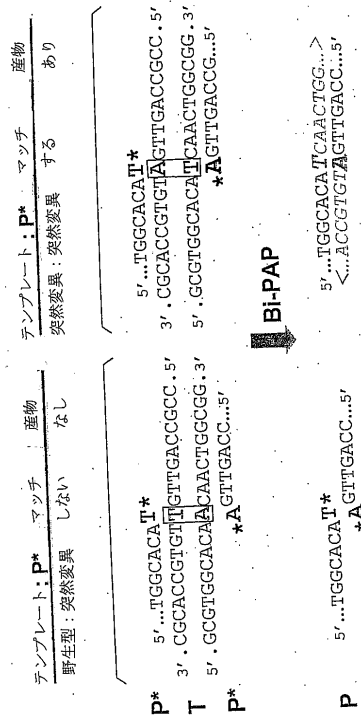 テンプレート : P* マッチ 産物
野生型 : 突然変異 しない なし
P* 5'...TGGCACAT*
T 3'.CGCACCGTGTTGTTGACCGCC.5'
5'.GCGTGGCACAACAACTGGCGG.3'
P* *AGTTGACC...5'
テンプレート : P* マッチ 産物
突然変異 : 突然変異 する あり
5'...TGGCACAT*
3'.CGCACCGTGTAGTTGACCGCC.5'
5'.GCGTGGCACATCAACTGGCGG.3'
*AGTTGACCG...5'
Bi-PAP
P 5'...TGGCACAT*
*AGTTGACC...5'
5'...TGGCACATCAACTGG...>
<...ACCGTGTAGTTGACC...5'